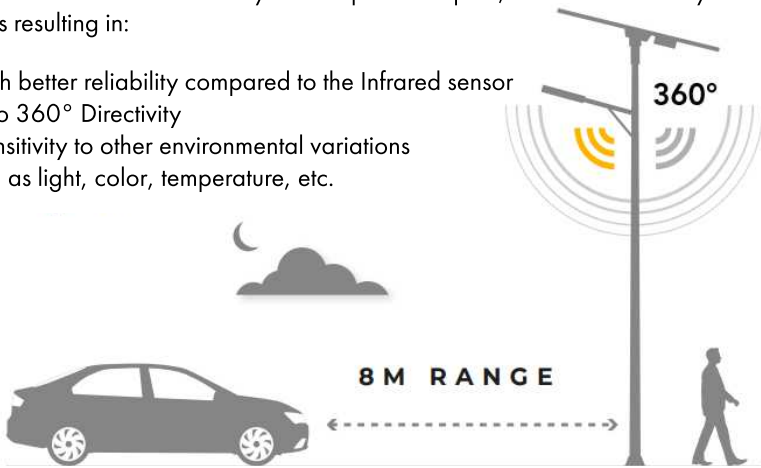 s resulting in:
h better reliability compared to the Infrared sensor
o 360° Directivity
nsitivity to other environmental variations
as light, color, temperature, etc.
360°
8M RANGE